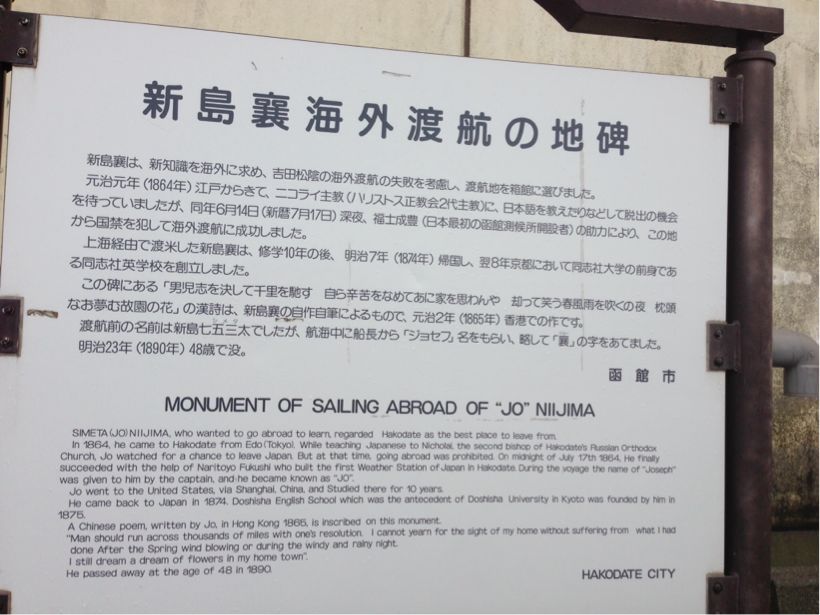 新島襄海外渡航の地碑
新島襄は、新知識を海外に求め、吉田松陰の海外渡航の失敗を考慮し、渡航地を箱館に選びました。
元治元年(1864年)江戸からきて、ニコライ主教(ハリストス正教会2代主教)に、日本語を教えたりなどして脱出の機会
を待っていましたが、同年6月14日(新暦7月17日)深夜、福士成豊(日本最初の函館測候所開設者)の助力により、この地
から国禁を犯して海外渡航に成功しました。
上海経由で渡米した新島襄は、修学10年の後、明治7年(1874年)帰国し、翌8年京都において同志社大学の前身であ
る同志社英学校を創立しました。
この碑にある「男児志を決して千里を馳す 自ら辛苦をなめてあに家を思わんや 却って笑う春風雨を吹くの夜 枕頭
なお夢む故園の花」の漢詩は、新島襄の自作自筆によるもので、元治2年(1865年)香港での作です。
渡航前の名前は新島七五三太でしたが、航海中に船長から「ジョセフ」名をもらい、略して「襄」の字をあてました。
明治23年(1890年)48歳で没。
函館市
MONUMENT OF SAILING ABROAD OF "JO" NIIJIMA
SIMETA(JO)NIIJIMA, who wanted to go abroad to learn, regarded Hakodate as the best place to leave from.
In 1864, he came to Hakodate from Edo(Tokyo). While teaching Japanese to Nicholai, the second bishop of Hakodate's Russian Orthodox
Church, Jo watched for a chance to leave Japan. But at that time, going abroad was prohibited. On midnight of July 17th 1864, He finally
succeeded with the help of Naritoyo Fukushi who built the first Weather Station of Japan in Hakodate. During the voyage the name of "Joseph"
was given to him by the captain, and he became known as "JO".
Jo went to the United States, via Shanghai, China, and Studied there for 10 years.
He came back to Japan in 1874. Doshisha English School which was the antecedent of Doshisha University in Kyoto was founded by him in
1875.
A Chinese poem, written by Jo, in Hong Kong 1865, is inscribed on this monument.
"Man should run across thousands of miles with one's resolution. I cannot yearn for the sight of my home without suffering from what I had
done After the Spring wind blowing or during the windy and rainy night.
I still dream a dream of flowers in my home town".
He passed away at the age of 48 in 1890.
HAKODATE CITY